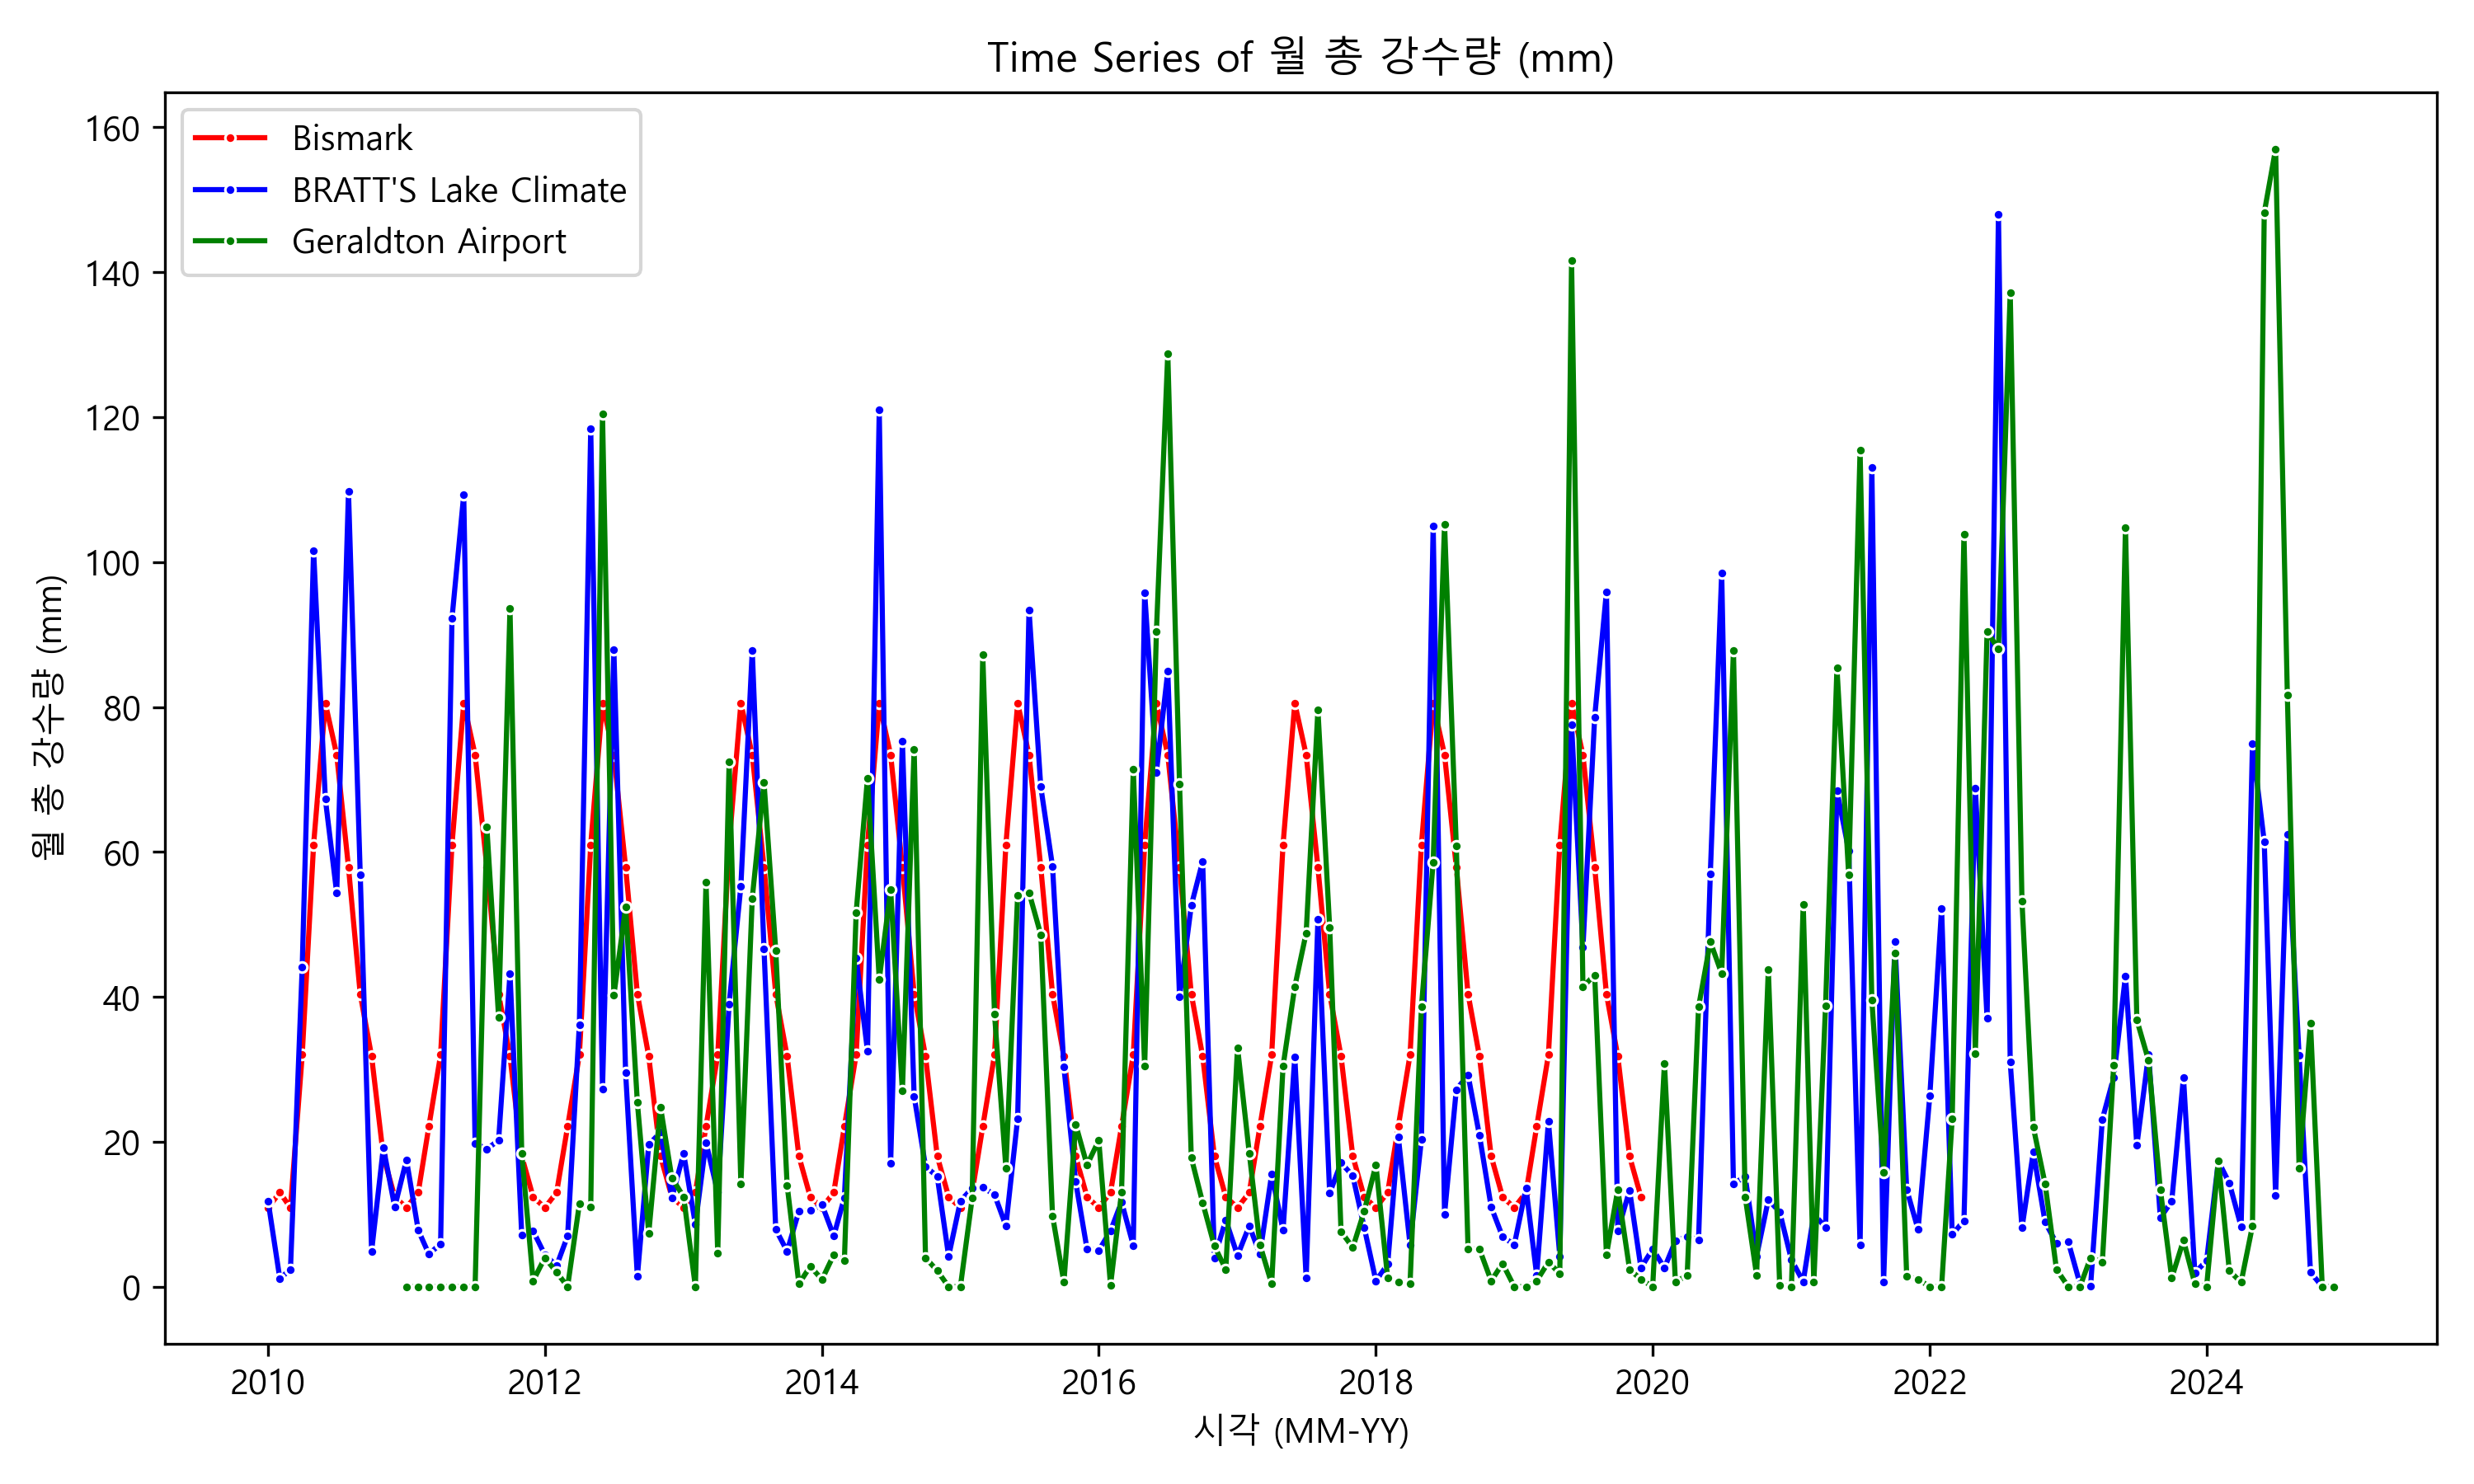 Time Series of 월 총 강수량 (mm)
Bismark
BRATT'S Lake Climate
Geraldton Airport
월 총 강수량 (mm)
160
140
120
100
80
60
40
20
0
2010 2012 2014 2016 2018 2020 2022 2024
시각 (MM-YY)